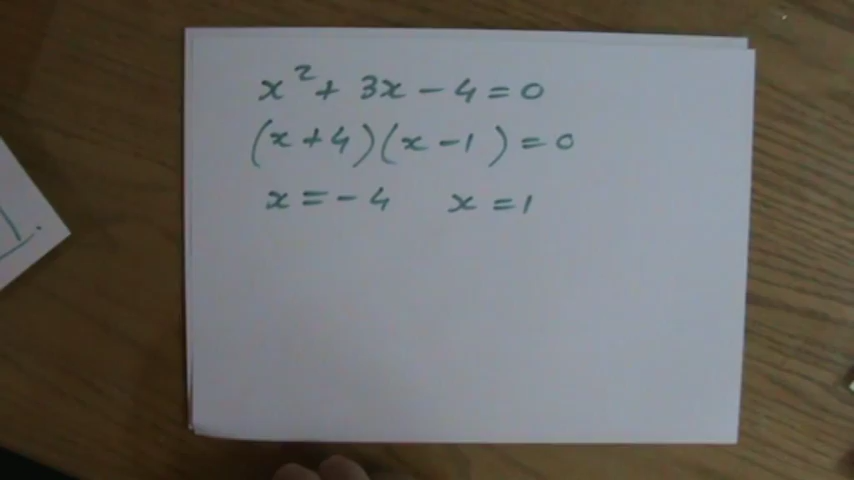 x² + 3x - 4 = 0
(x + 4)(x - 1) = 0
x = - 4 x = 1